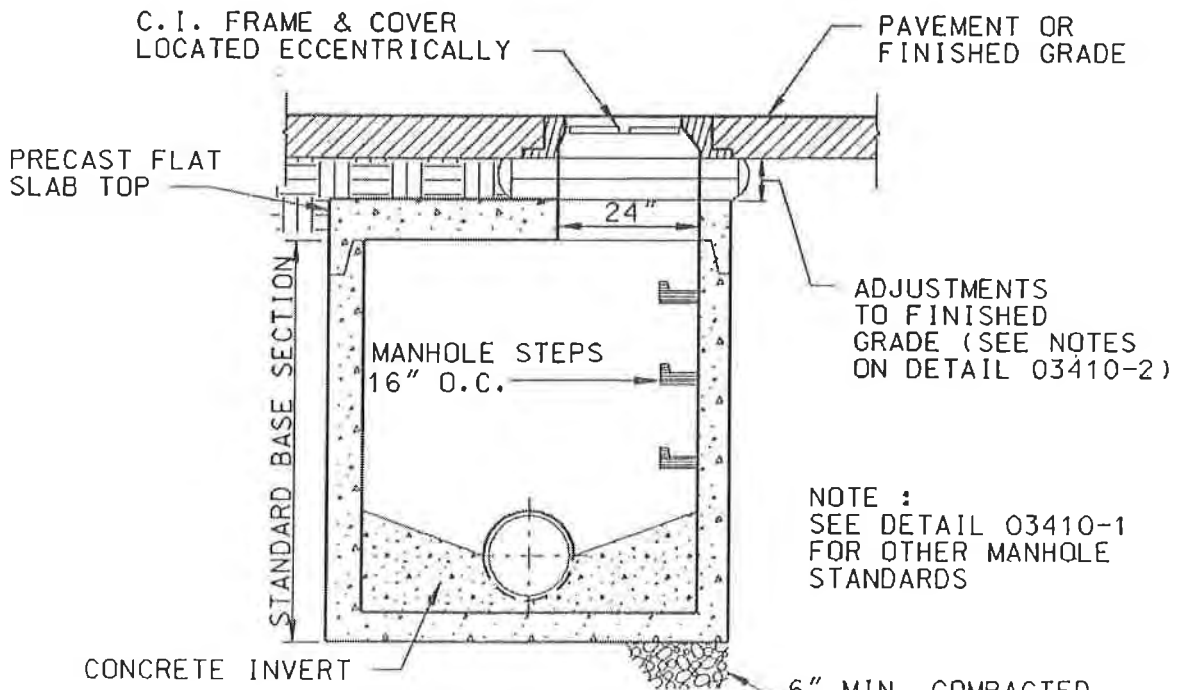 C.I. FRAME & COVER
LOCATED ECCENTRICALLY
PAVEMENT OR
FINISHED GRADE
PRECAST FLAT
SLAB TOP
24"
ADJUSTMENTS
TO FINISHED
GRADE (SEE NOTES
ON DETAIL 03410-2)
STANDARD BASE SECTION
MANHOLE STEPS
16" O.C.
NOTE :
SEE DETAIL 03410-1
FOR OTHER MANHOLE
STANDARDS
CONCRETE INVERT
6" MIN. COMPACTED